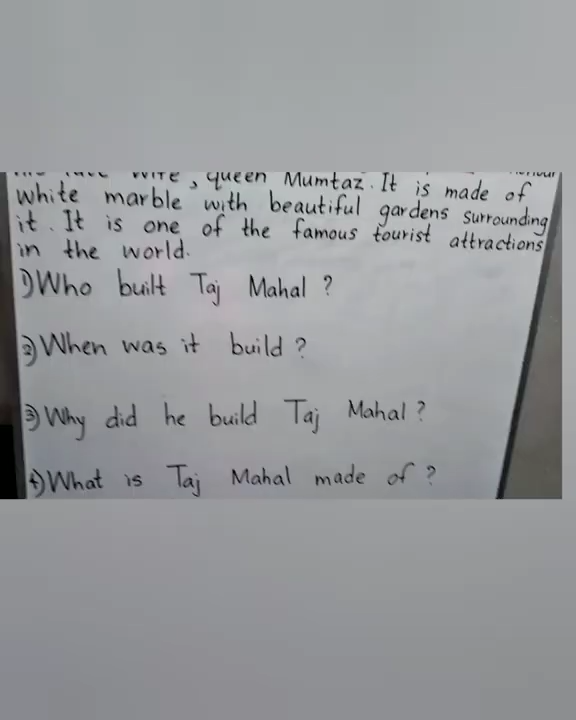 wife, queen Mumtaz. It is made of
white marble with beautiful gardens surrounding
it. It is one of the famous tourist attractions
in the world.
1) Who built Taj Mahal ?
2) When was it build ?
3) Why did he build Taj Mahal ?
4) What is Taj Mahal made of ?